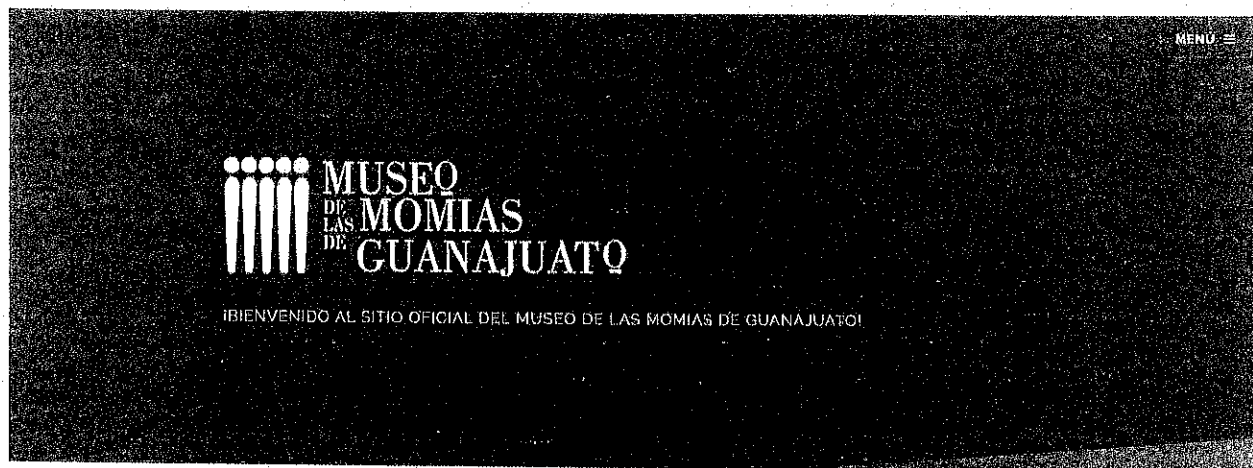 MENÚ
MUSEO
DE LAS MOMIAS
DE GUANAJUATO
¡BIENVENIDO AL SITIO OFICIAL DEL MUSEO DE LAS MOMIAS DE GUANAJUATO!